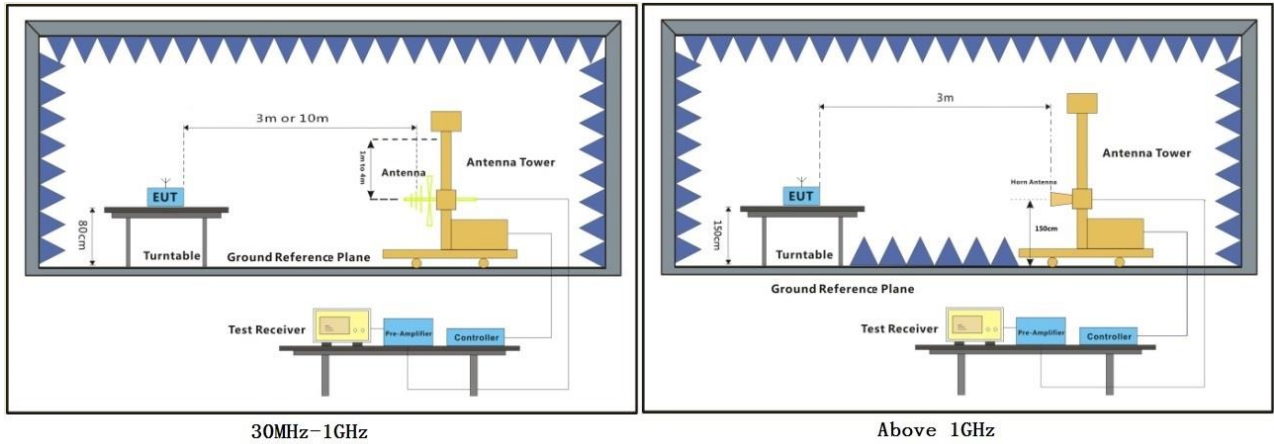 3m or 10m
1m to 4m
Antenna
Antenna Tower
EUT
80cm
Turntable
Ground Reference Plane
Test Receiver
Pre-Amplifier
Controller
30MHz-1GHz
3m
Antenna Tower
Horn Antenna
EUT
150cm
150cm
Turntable
Ground Reference Plane
Test Receiver
Pre-Amplifier
Controller
Above 1GHz